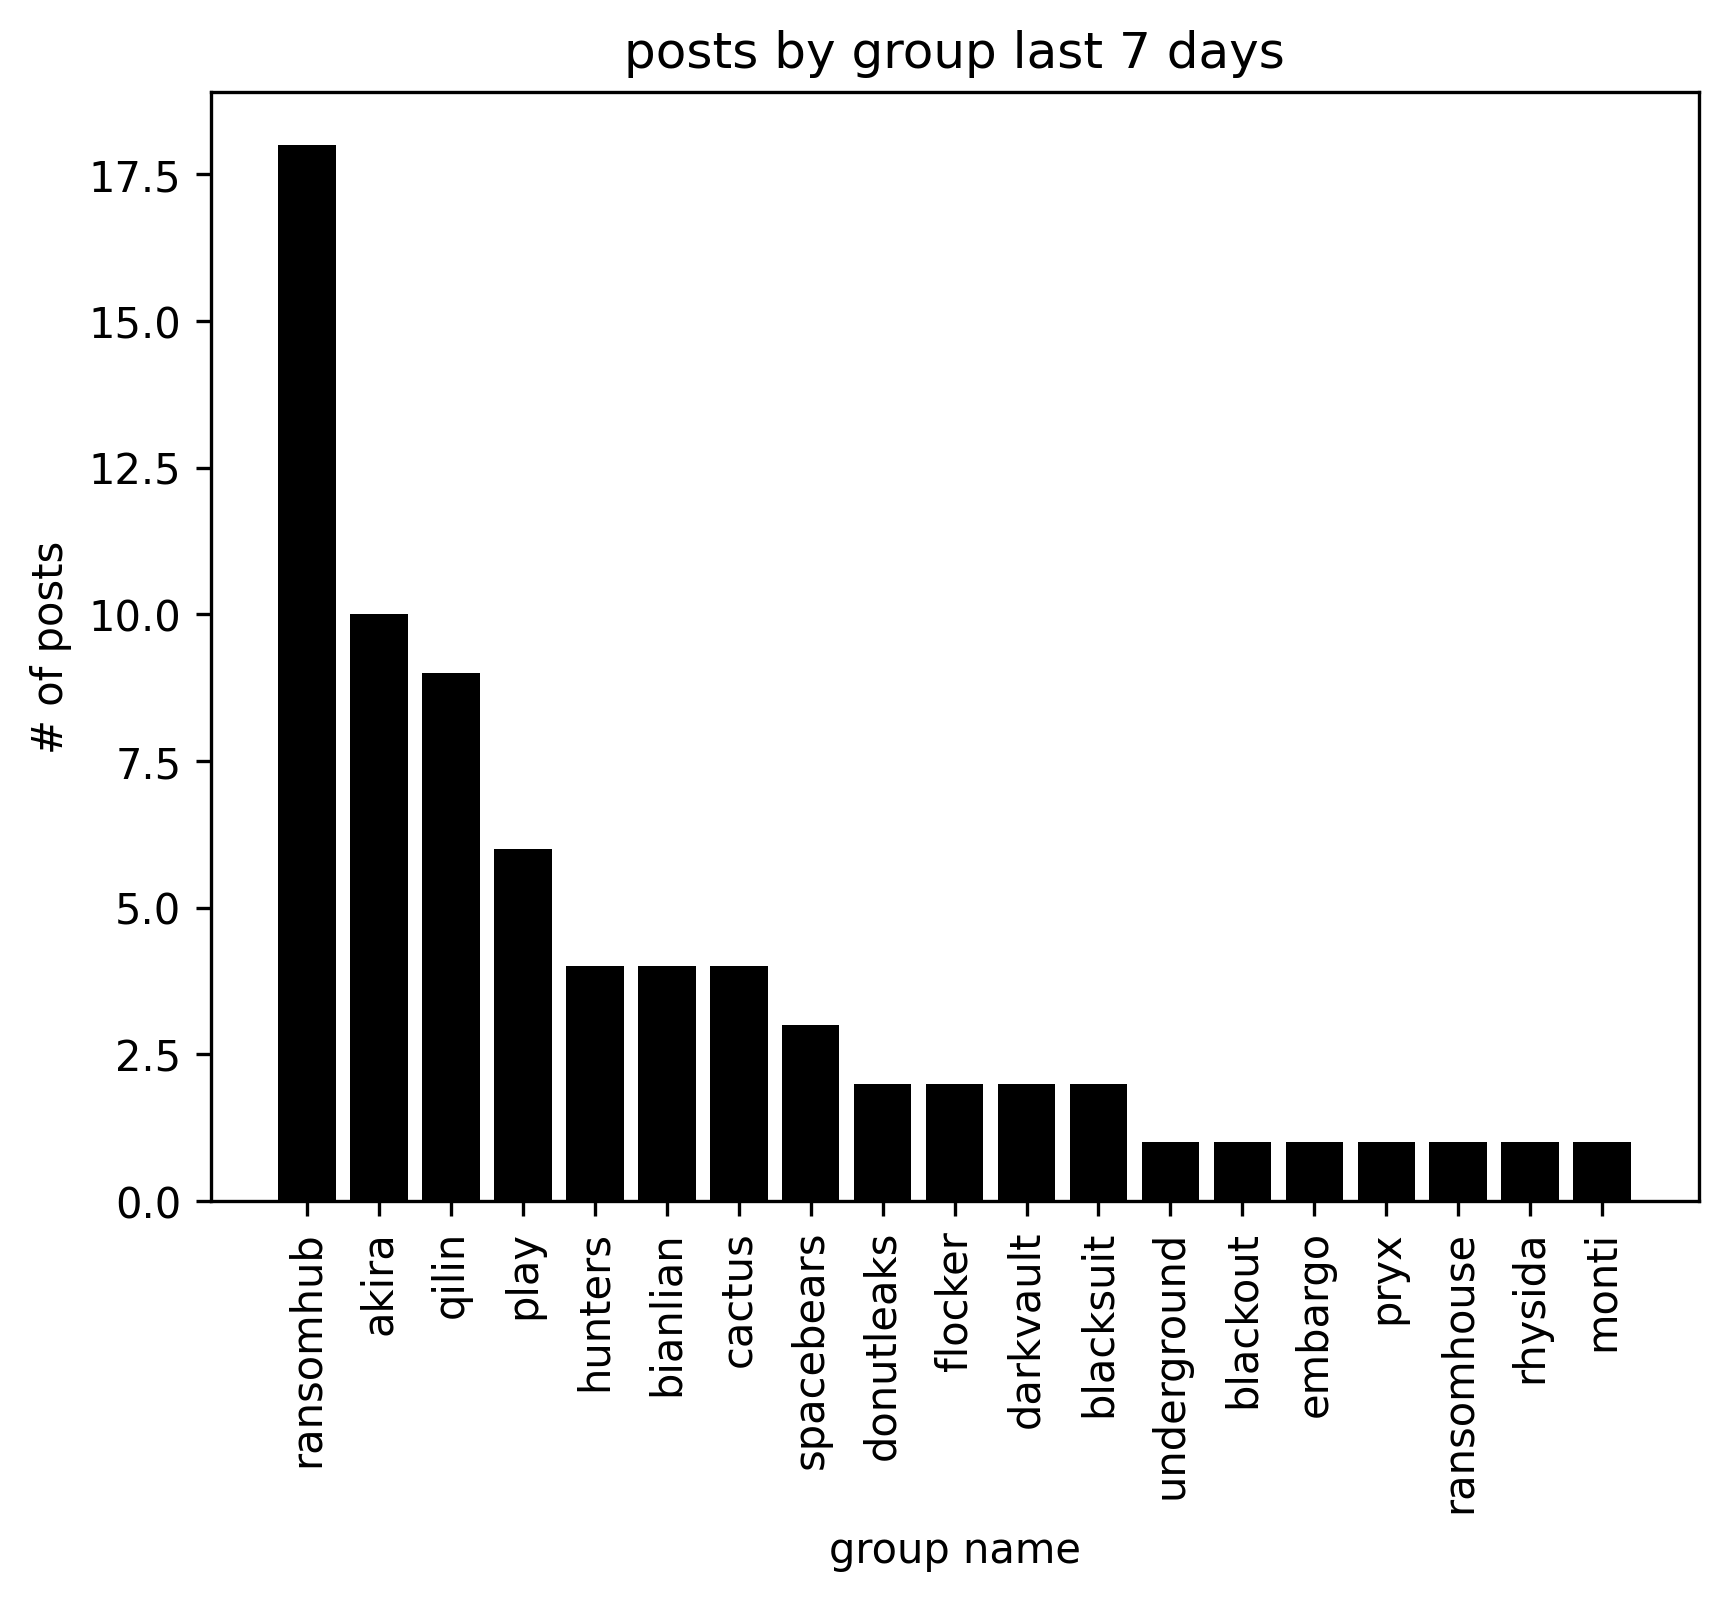 posts by group last 7 days
17.5
15.0
12.5
10.0
7.5
5.0
2.5
0.0
# of posts
ransomhub
akira
qilin
play
hunters
bianlian
cactus
spacebears
donutleaks
flocker
darkvault
blacksuit
underground
blackout
embargo
pryx
ransomhouse
rhysida
monti
group name